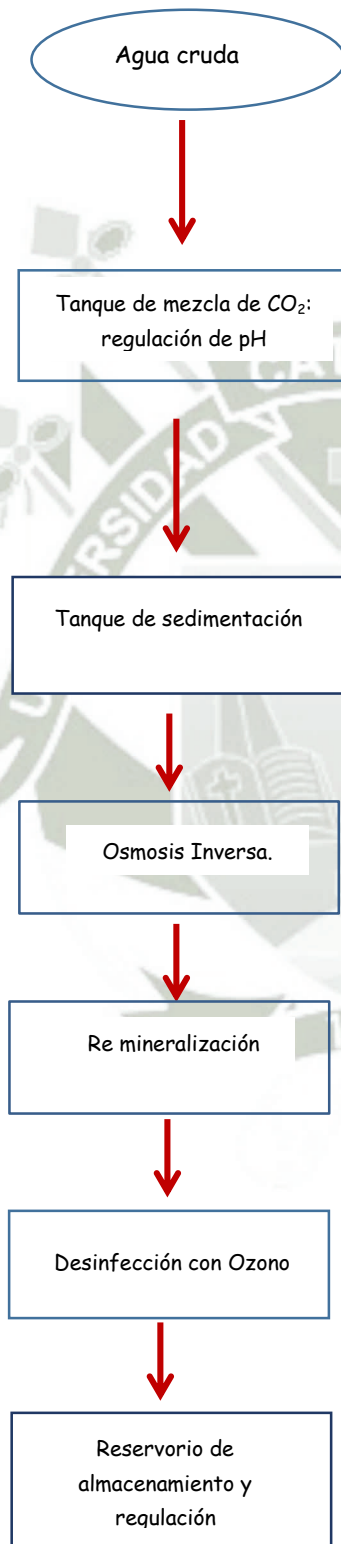 Agua cruda
Tanque de mezcla de CO₂:
regulación de pH
Tanque de sedimentación
Osmosis Inversa.
Re mineralización
Desinfección con Ozono
Reservorio de
almacenamiento y
regulación